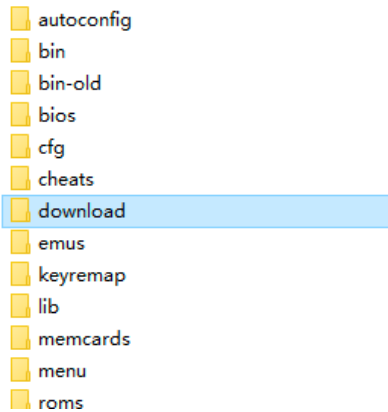 autoconfig
bin
bin-old
bios
cfg
cheats
download
emus
keyremap
lib
memcards
menu
roms